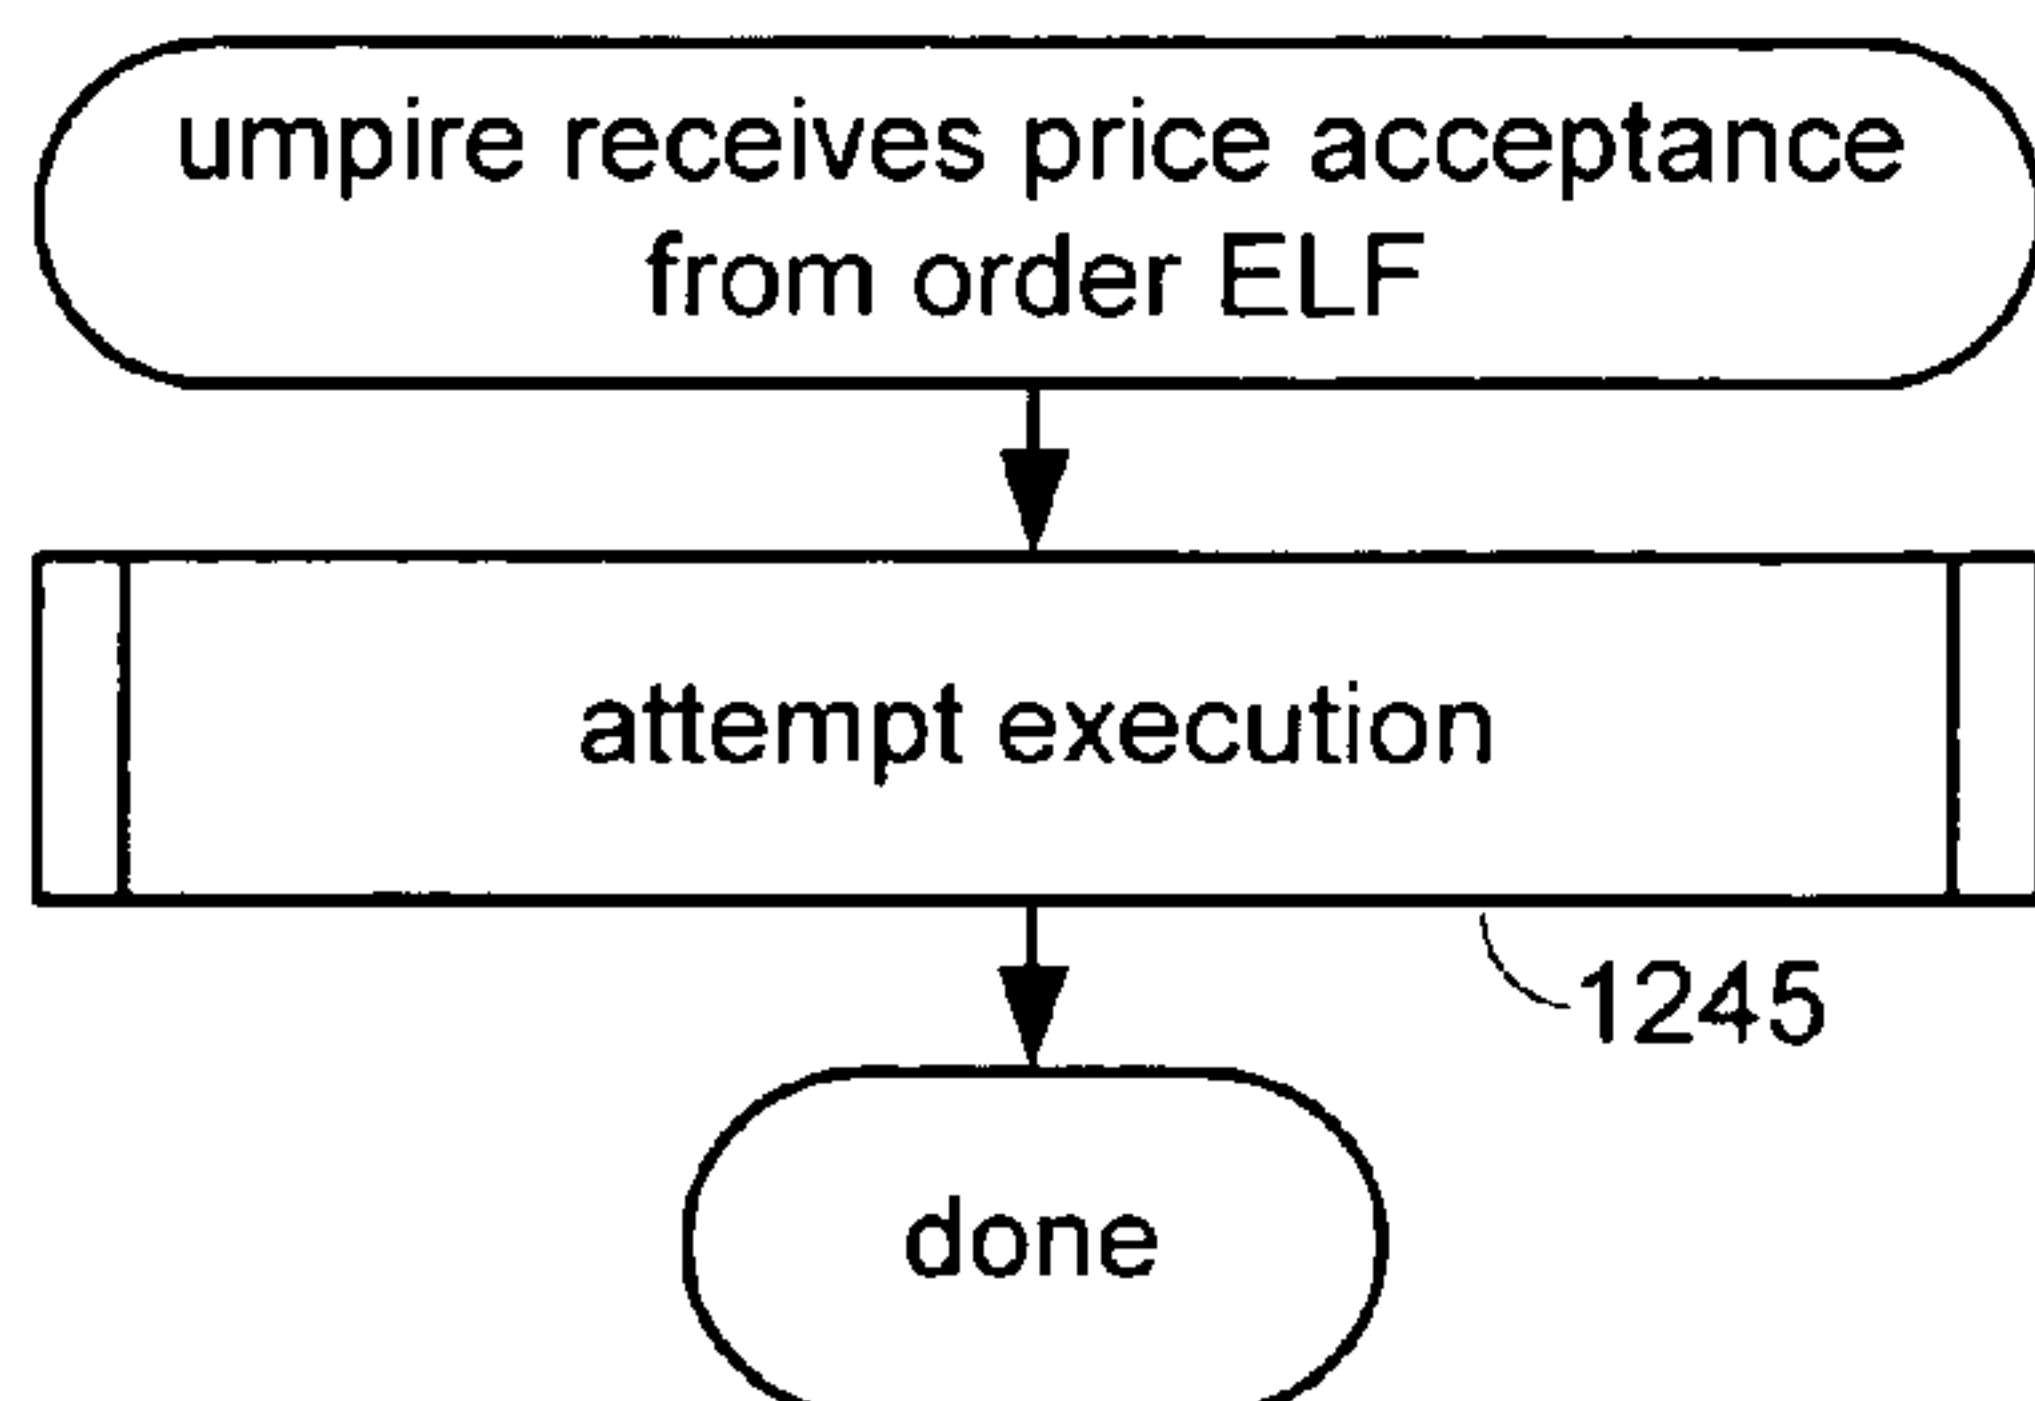 umpire receives price acceptance
from order ELF
attempt execution
1245
done